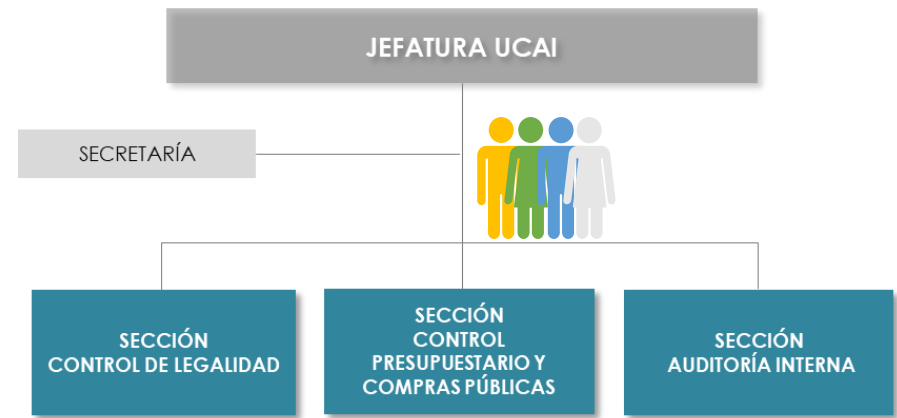 JEFATURA UCAI
SECRETARÍA
SECCIÓN
CONTROL DE LEGALIDAD
SECCIÓN
CONTROL
PRESUPUESTARIO Y
COMPRAS PÚBLICAS
SECCIÓN
AUDITORÍA INTERNA